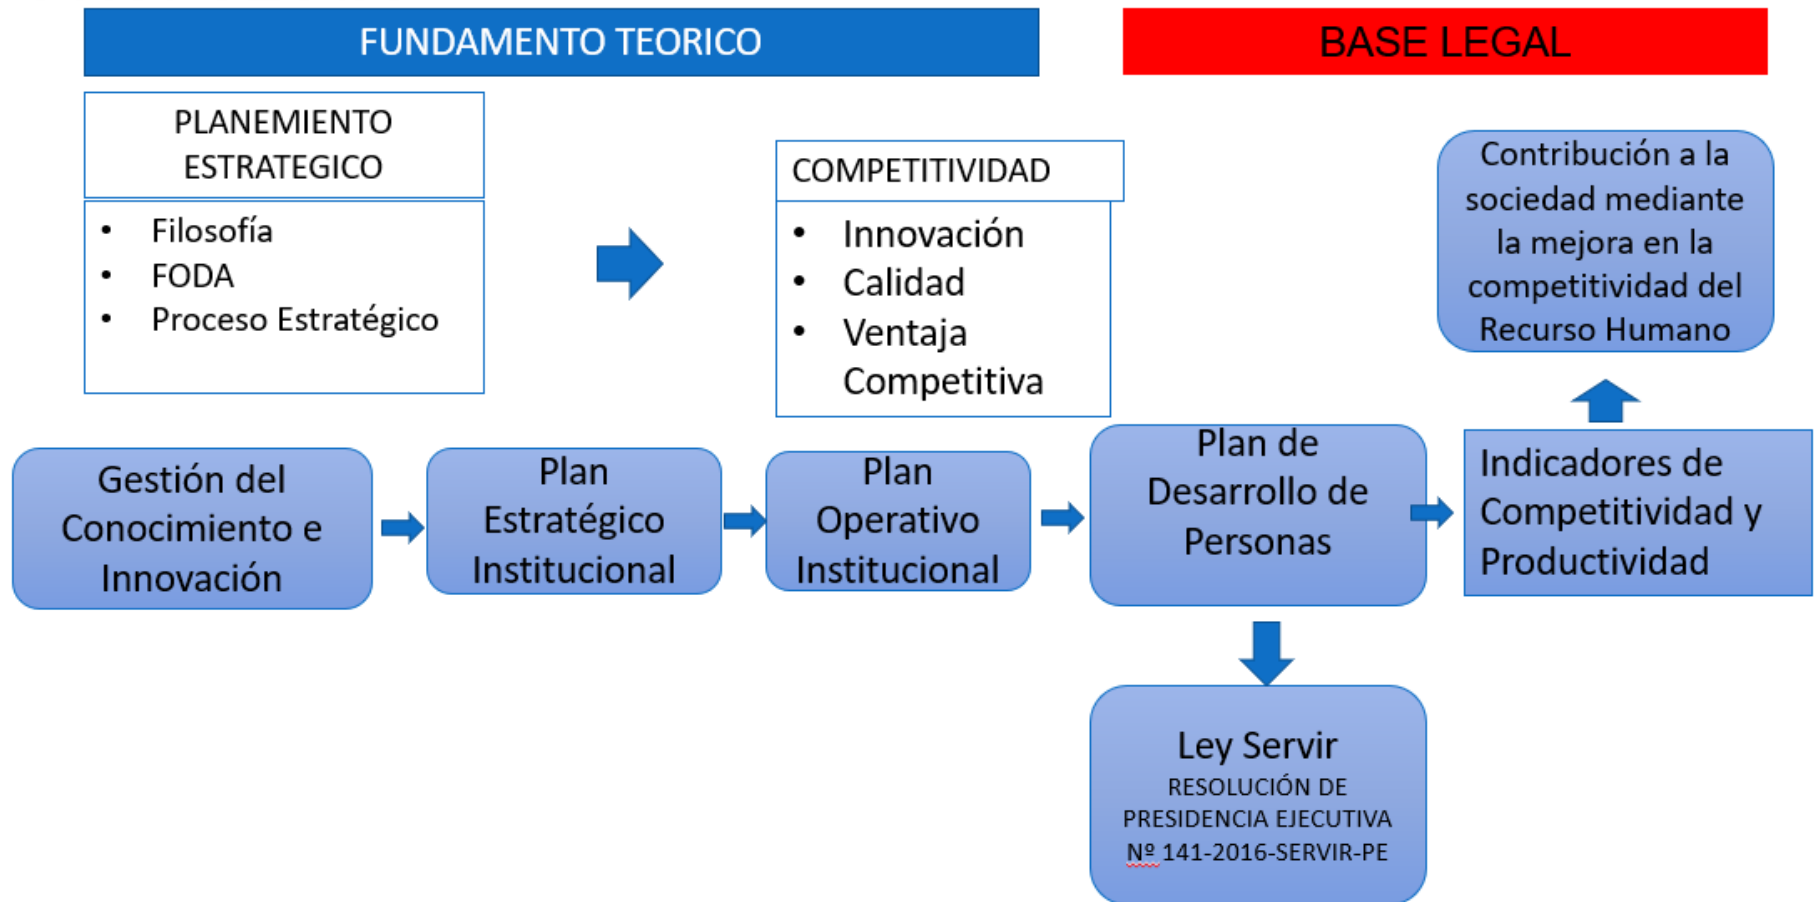 FUNDAMENTO TEORICO
BASE LEGAL
PLANEMIENTO
ESTRATEGICO
• Filosofía
• FODA
• Proceso Estratégico
COMPETITIVIDAD
• Innovación
• Calidad
• Ventaja
Competitiva
Contribución a la
sociedad mediante
la mejora en la
competitividad del
Recurso Humano
Gestión del
Conocimiento e
Innovación
Plan
Estratégico
Institucional
Plan
Operativo
Institucional
Plan de
Desarrollo de
Personas
Indicadores de
Competitividad y
Productividad
Ley Servir
RESOLUCIÓN DE
PRESIDENCIA EJECUTIVA
Nº 141-2016-SERVIR-PE